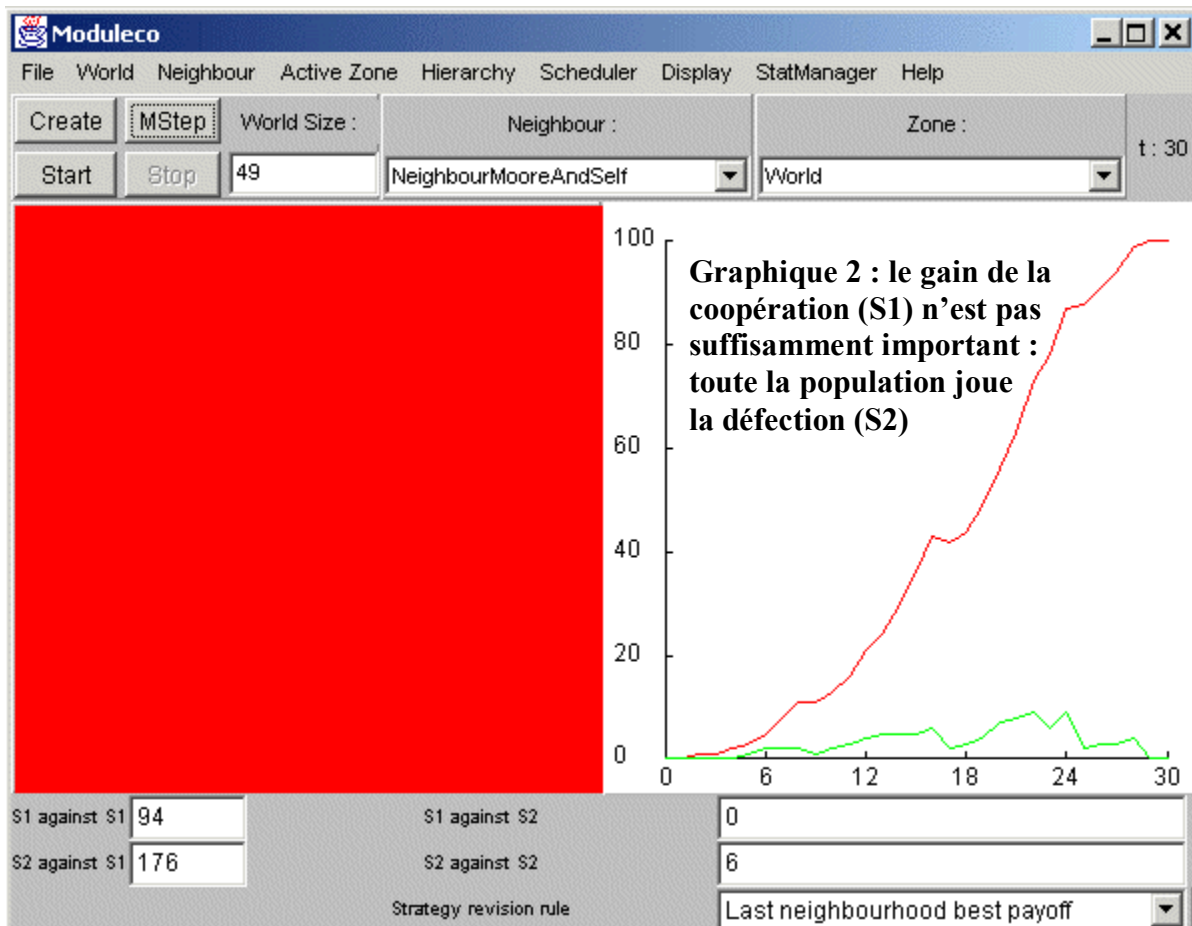 Moduleco
File World Neighbour Active Zone Hierarchy Scheduler Display StatManager Help
Create MStep World Size : Neighbour : Zone : t : 30
Start Stop 49 NeighbourMooreAndSelf World
Graphique 2 : le gain de la
coopération (S1) n’est pas
suffisamment important :
toute la population joue
la défection (S2)
100
80
60
40
20
0
0 6 12 18 24 30
S1 against S1 94 S1 against S2 0
S2 against S1 176 S2 against S2 6
Strategy revision rule Last neighbourhood best payoff